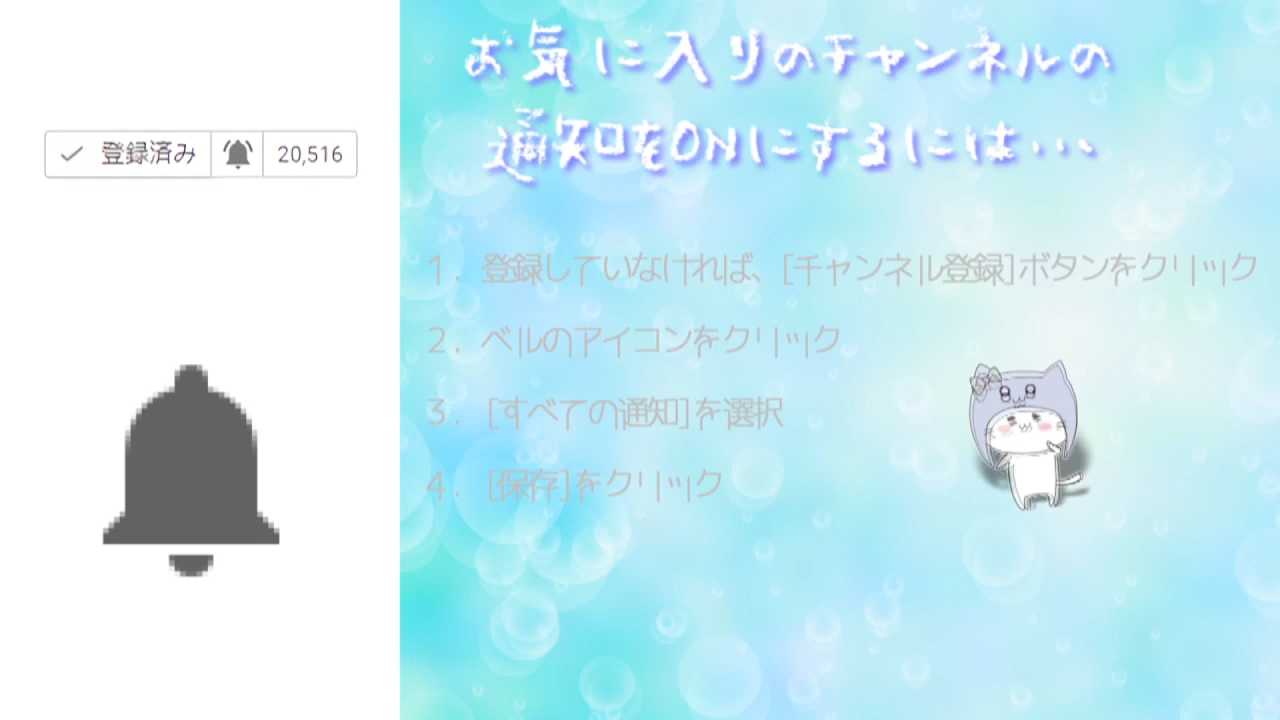 お気に入りのチャンネルの
通知をONにするには・・・
登録済み 20,516
1. 登録していなければ、[チャンネル登録]ボタンをクリック
2. ベルのアイコンをクリック
3. [すべての通知]を選択
4. [保存]をクリック